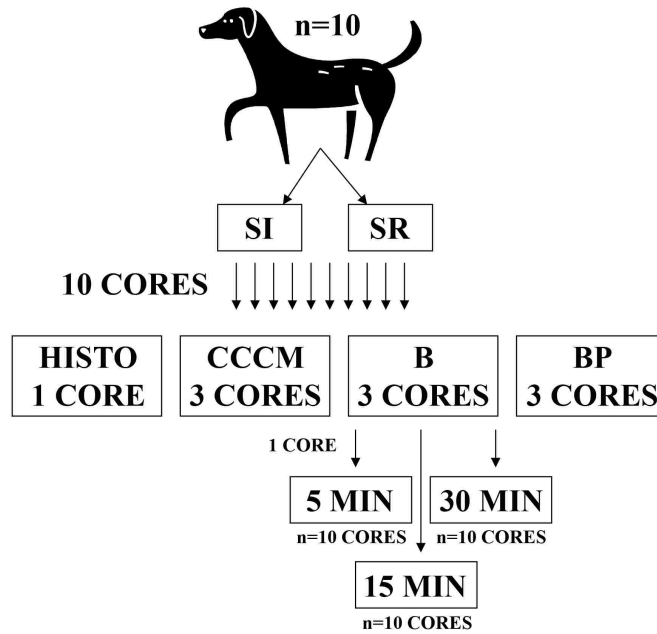 n=10
SI
SR
10 CORES
HISTO
1 CORE
CCCM
3 CORES
B
3 CORES
BP
3 CORES
1 CORE
5 MIN
30 MIN
n=10 CORES
n=10 CORES
15 MIN
n=10 CORES